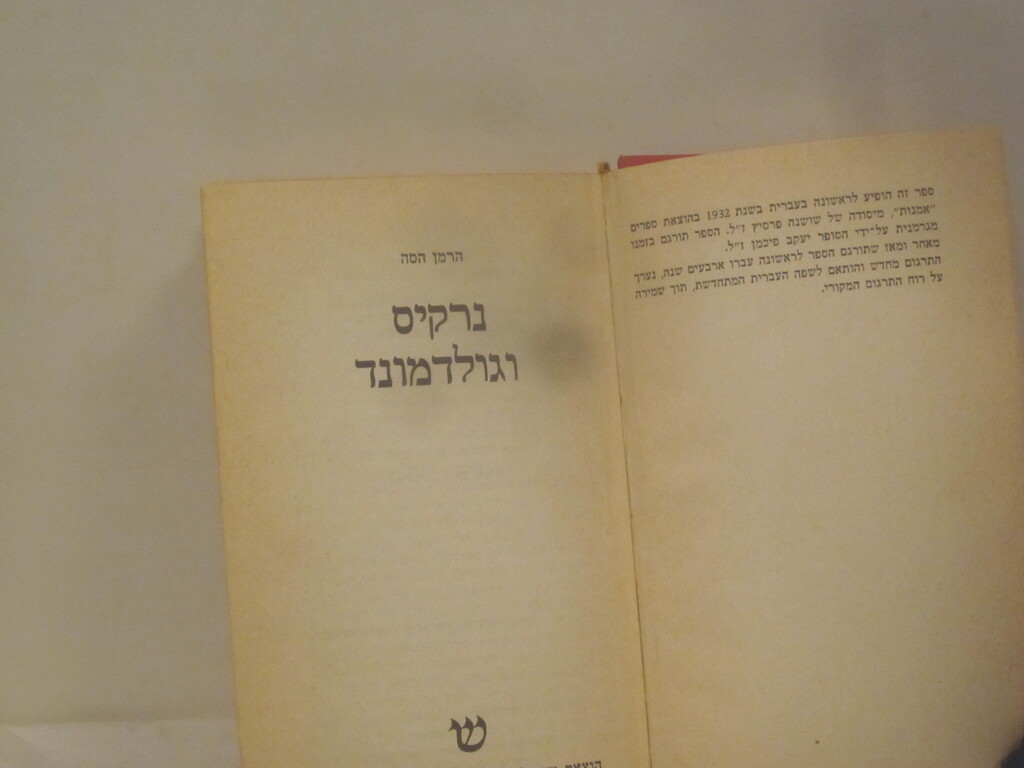 ספר זה הופיע לראשונה בעברית בשנת 1932 בהוצאת ספרים
"אמנות", מיסודה של שושנה פרסיץ ז"ל. הספר תורגם בזמנו
מגרמנית על־ידי הסופר יעקב פיכמן ז"ל.
מאחר ומאז שתורגם הספר לראשונה עברו ארבעים שנה, נערך
התרגום מחדש והותאם לשפה העברית המתחדשת, תוך שמירה
על רוח התרגום המקורי.
הרמן הסה
נרקיס
וגולדמונד
ש